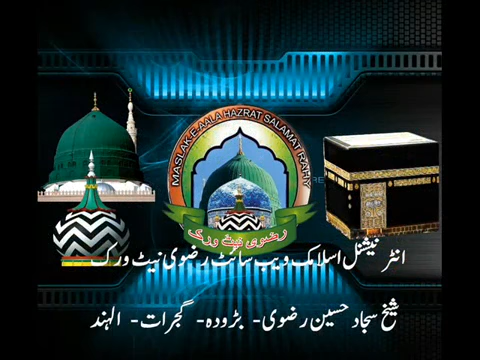 MASLAK-E-AALA HAZRAT SALAMAT RAHY
رضوی نیٹ ورک
انٹرنیشنل اسلامک ویب سائٹ رضوی نیٹ ورک
شیخ سجاد حسین رضوی - بڑودہ - گجرات - الہند